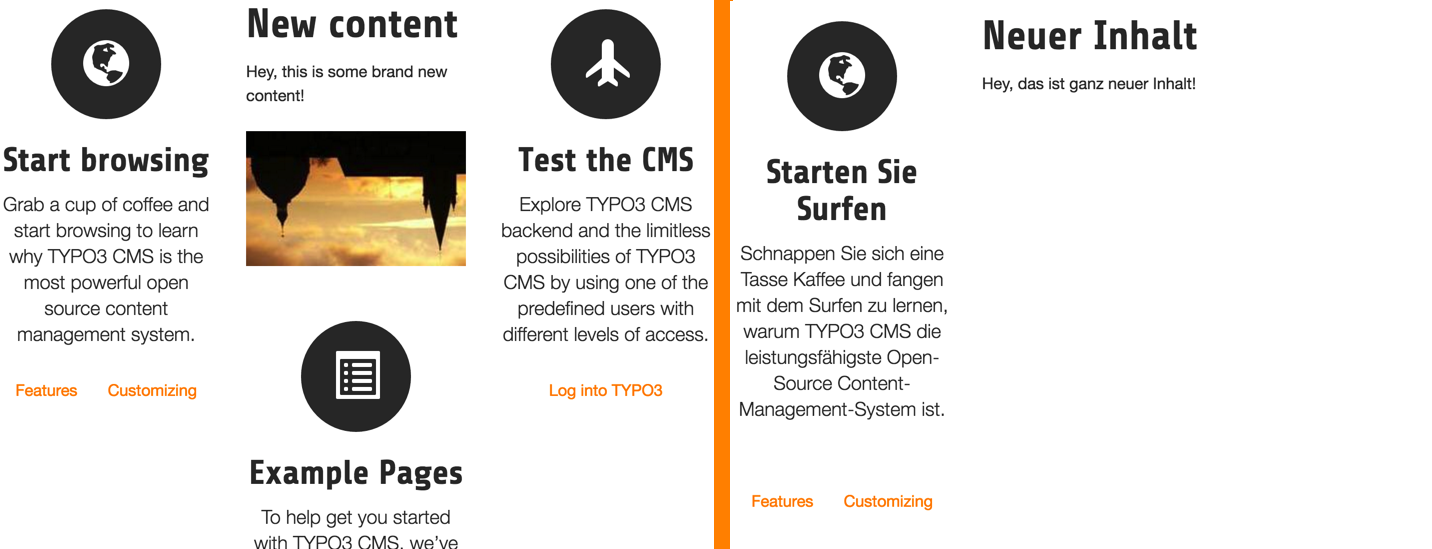 Start browsing
Grab a cup of coffee and
start browsing to learn
why TYPO3 CMS is the
most powerful open
source content
management system.
Features Customizing
New content
Hey, this is some brand new
content!
Example Pages
To help get you started
with TYPO3 CMS, we've
Test the CMS
Explore TYPO3 CMS
backend and the limitless
possibilities of TYPO3
CMS by using one of the
predefined users with
different levels of access.
Log into TYPO3
Starten Sie
Surfen
Schnappen Sie sich eine
Tasse Kaffee und fangen
mit dem Surfen zu lernen,
warum TYPO3 CMS die
leistungsfähigste Open-
Source Content-
Management-System ist.
Features Customizing
Neuer Inhalt
Hey, das ist ganz neuer Inhalt!